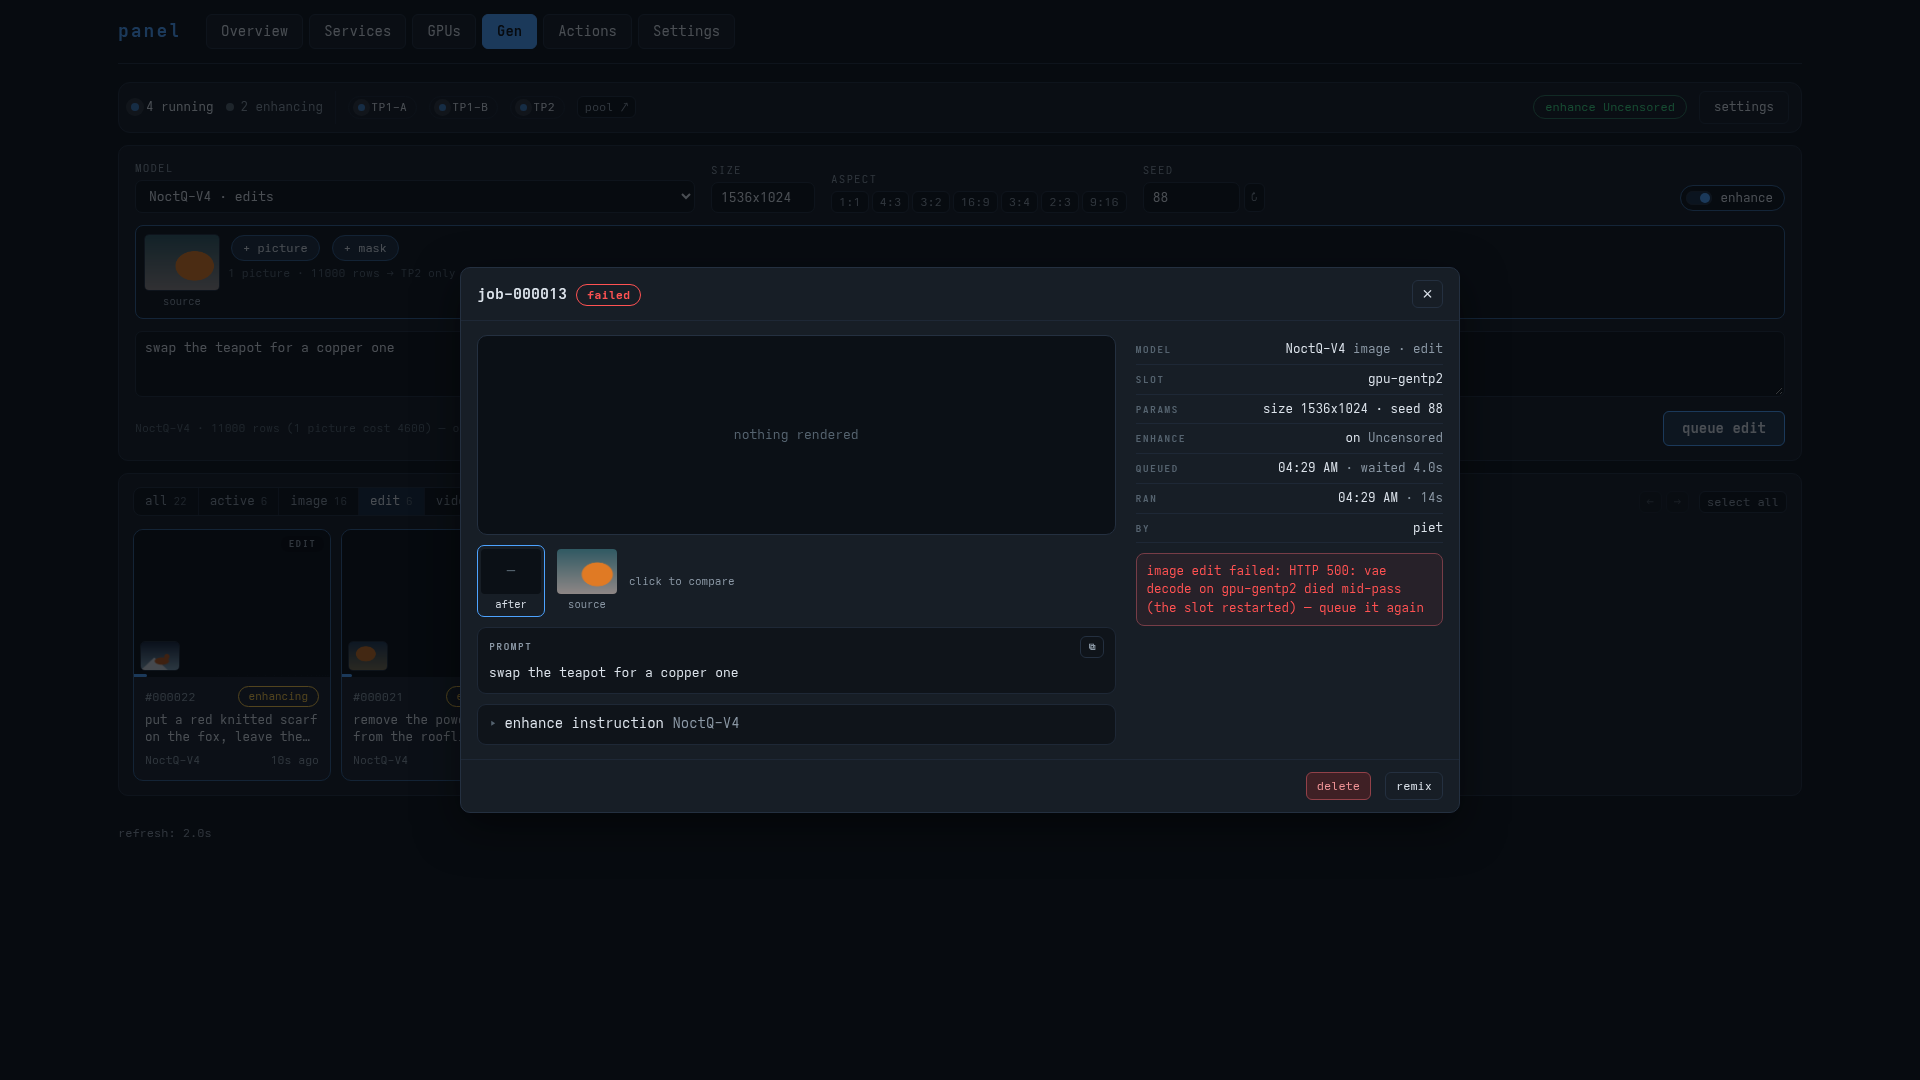 panel
Overview
Services
GPUs
Gen
Actions
Settings
4 running
2 enhancing
TP1-A
TP1-B
TP2
pool ↗
enhance Uncensored
settings
MODEL
SIZE
ASPECT
SEED
NoctQ-V4 · edits
1536x1024
1:1
4:3
3:2
16:9
3:4
2:3
9:16
88
enhance
+ picture
+ mask
1 picture · 11000 rows → TP2 only
source
swap the teapot for a copper one
NoctQ-V4 · 11000 rows (1 picture cost 4600) —
queue edit
all 22
active 6
image 16
edit 6
select all
EDIT
#000022
enhancing
put a red knitted scarf
on the fox, leave the…
NoctQ-V4
18s ago
#000021
remove the
from the
NoctQ-V4
refresh: 2.0s
job-000013
failed
×
nothing rendered
—
after
source
click to compare
PROMPT
swap the teapot for a copper one
▸ enhance instruction NoctQ-V4
MODEL
NoctQ-V4 image · edit
SLOT
gpu-gentp2
PARAMS
size 1536x1024 · seed 88
ENHANCE
on Uncensored
QUEUED
04:29 AM · waited 4.0s
RAN
04:29 AM · 14s
BY
piet
image edit failed: HTTP 500: vae
decode on gpu-gentp2 died mid-pass
(the slot restarted) — queue it again
delete
remix